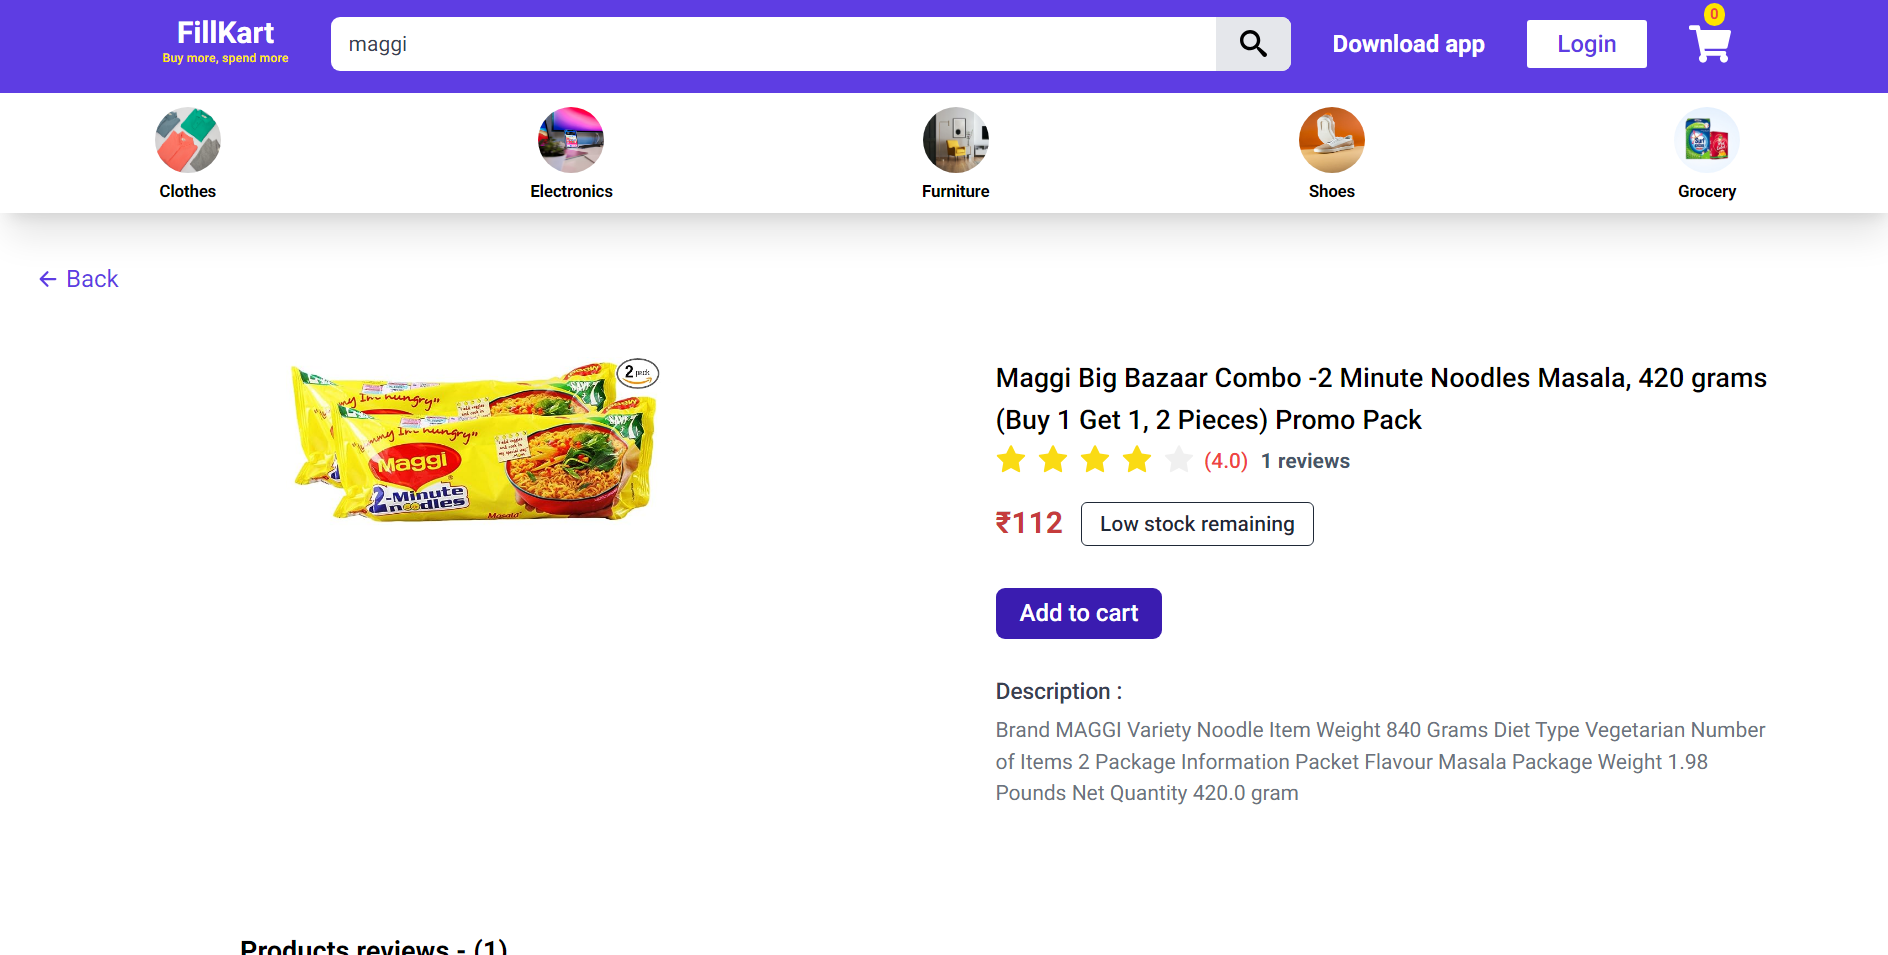 FillKart
Buy more, spend more
maggi
Download app
Login
0
Clothes
Electronics
Furniture
Shoes
Grocery
← Back
2 pack
Maggi
2-Minute
noodles
Masala
Maggi Big Bazaar Combo -2 Minute Noodles Masala, 420 grams
(Buy 1 Get 1, 2 Pieces) Promo Pack
(4.0) 1 reviews
₹112 Low stock remaining
Add to cart
Description :
Brand MAGGI Variety Noodle Item Weight 840 Grams Diet Type Vegetarian Number
of Items 2 Package Information Packet Flavour Masala Package Weight 1.98
Pounds Net Quantity 420.0 gram
Products reviews - (1)